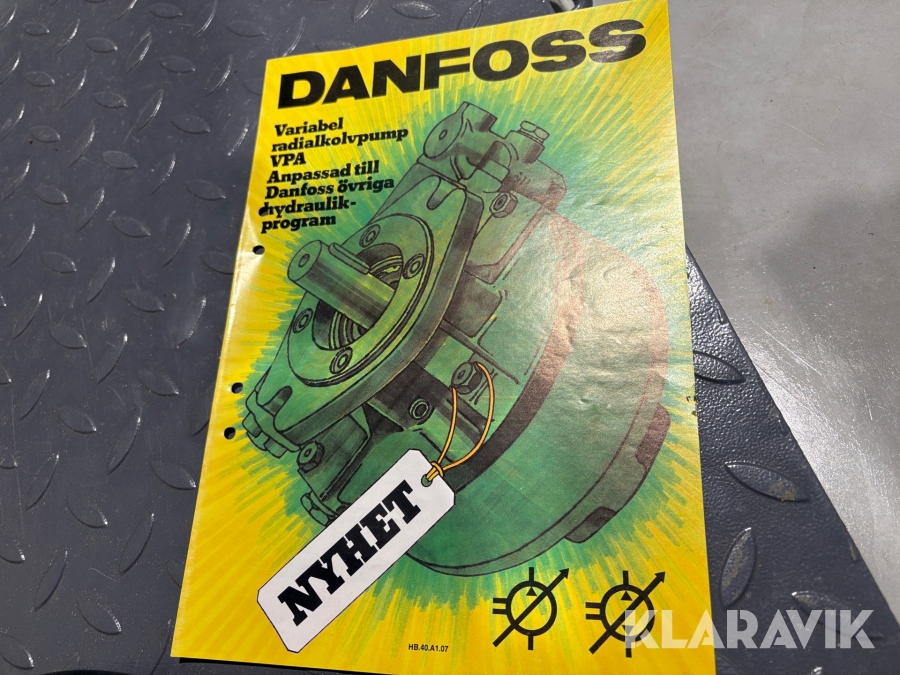 DANFOSS
Variabel
radialkolvpump
VPA
Anpassad till
Danfoss övriga
hydraulik-
program
NYHET
HB.40.A1.07
KLARAVIK